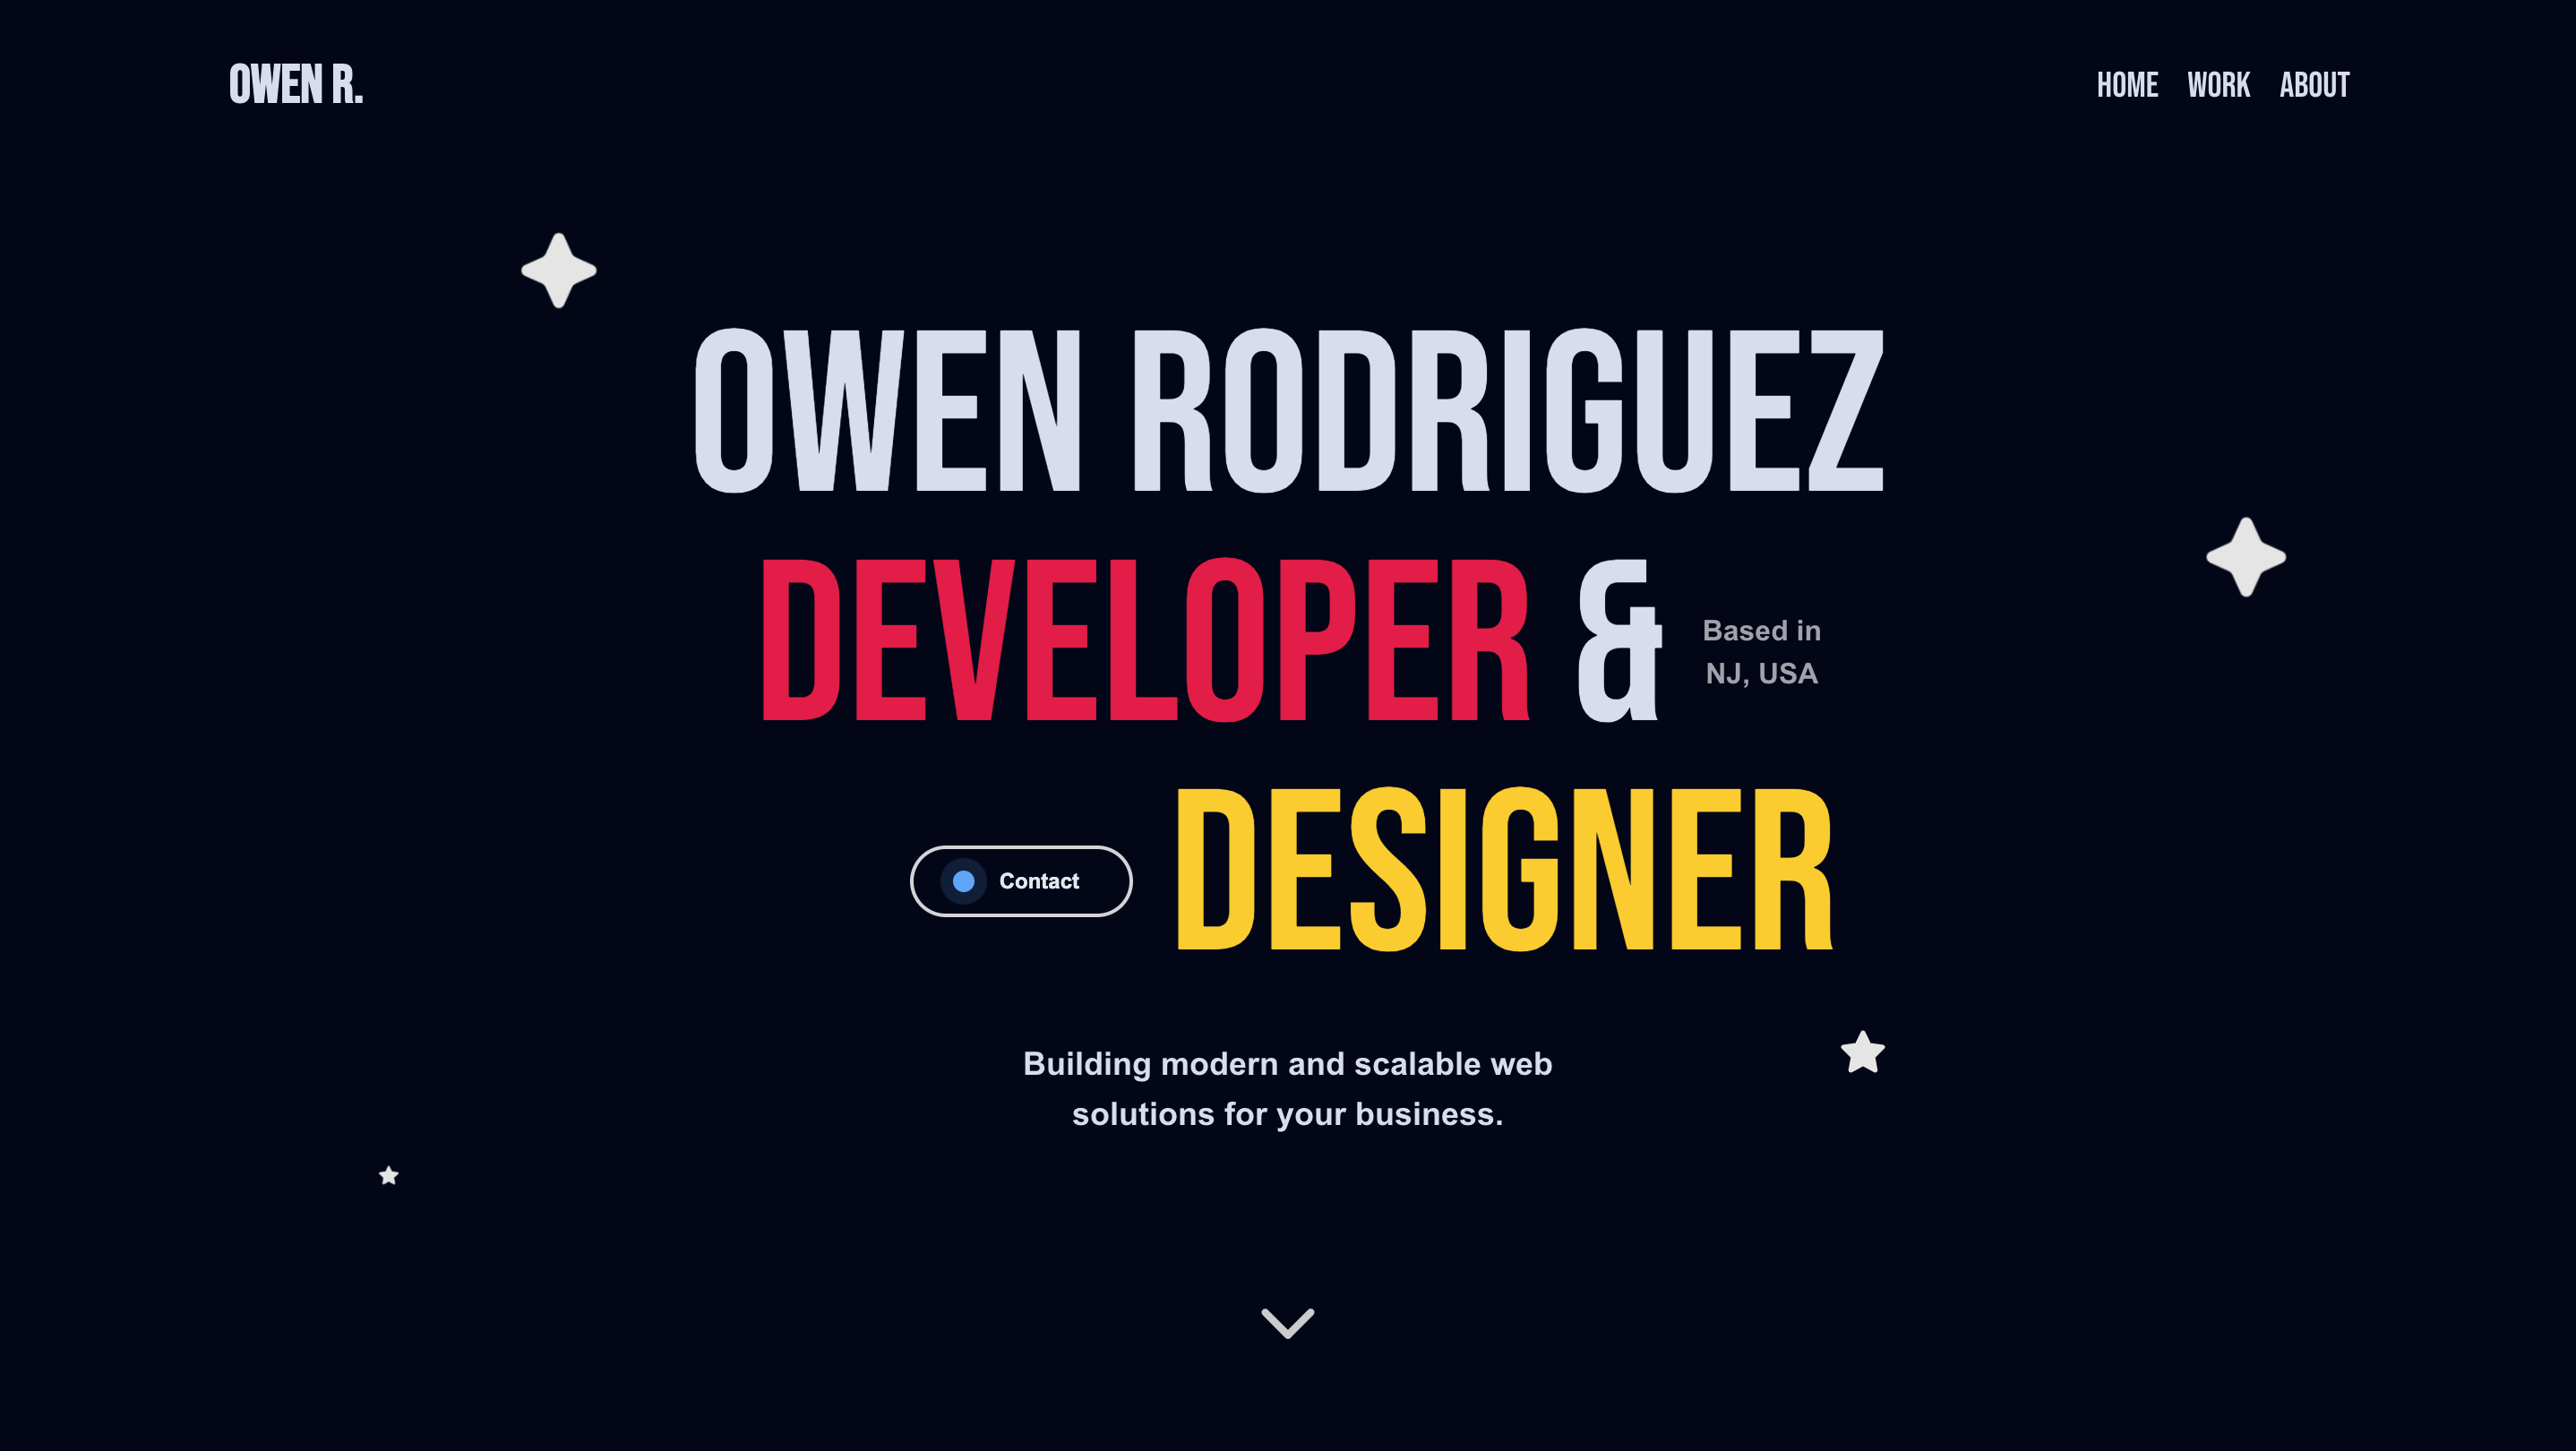 OWEN R.
HOME WORK ABOUT
OWEN RODRIGUEZ
DEVELOPER &
Based in
NJ, USA
Contact
DESIGNER
Building modern and scalable web
solutions for your business.